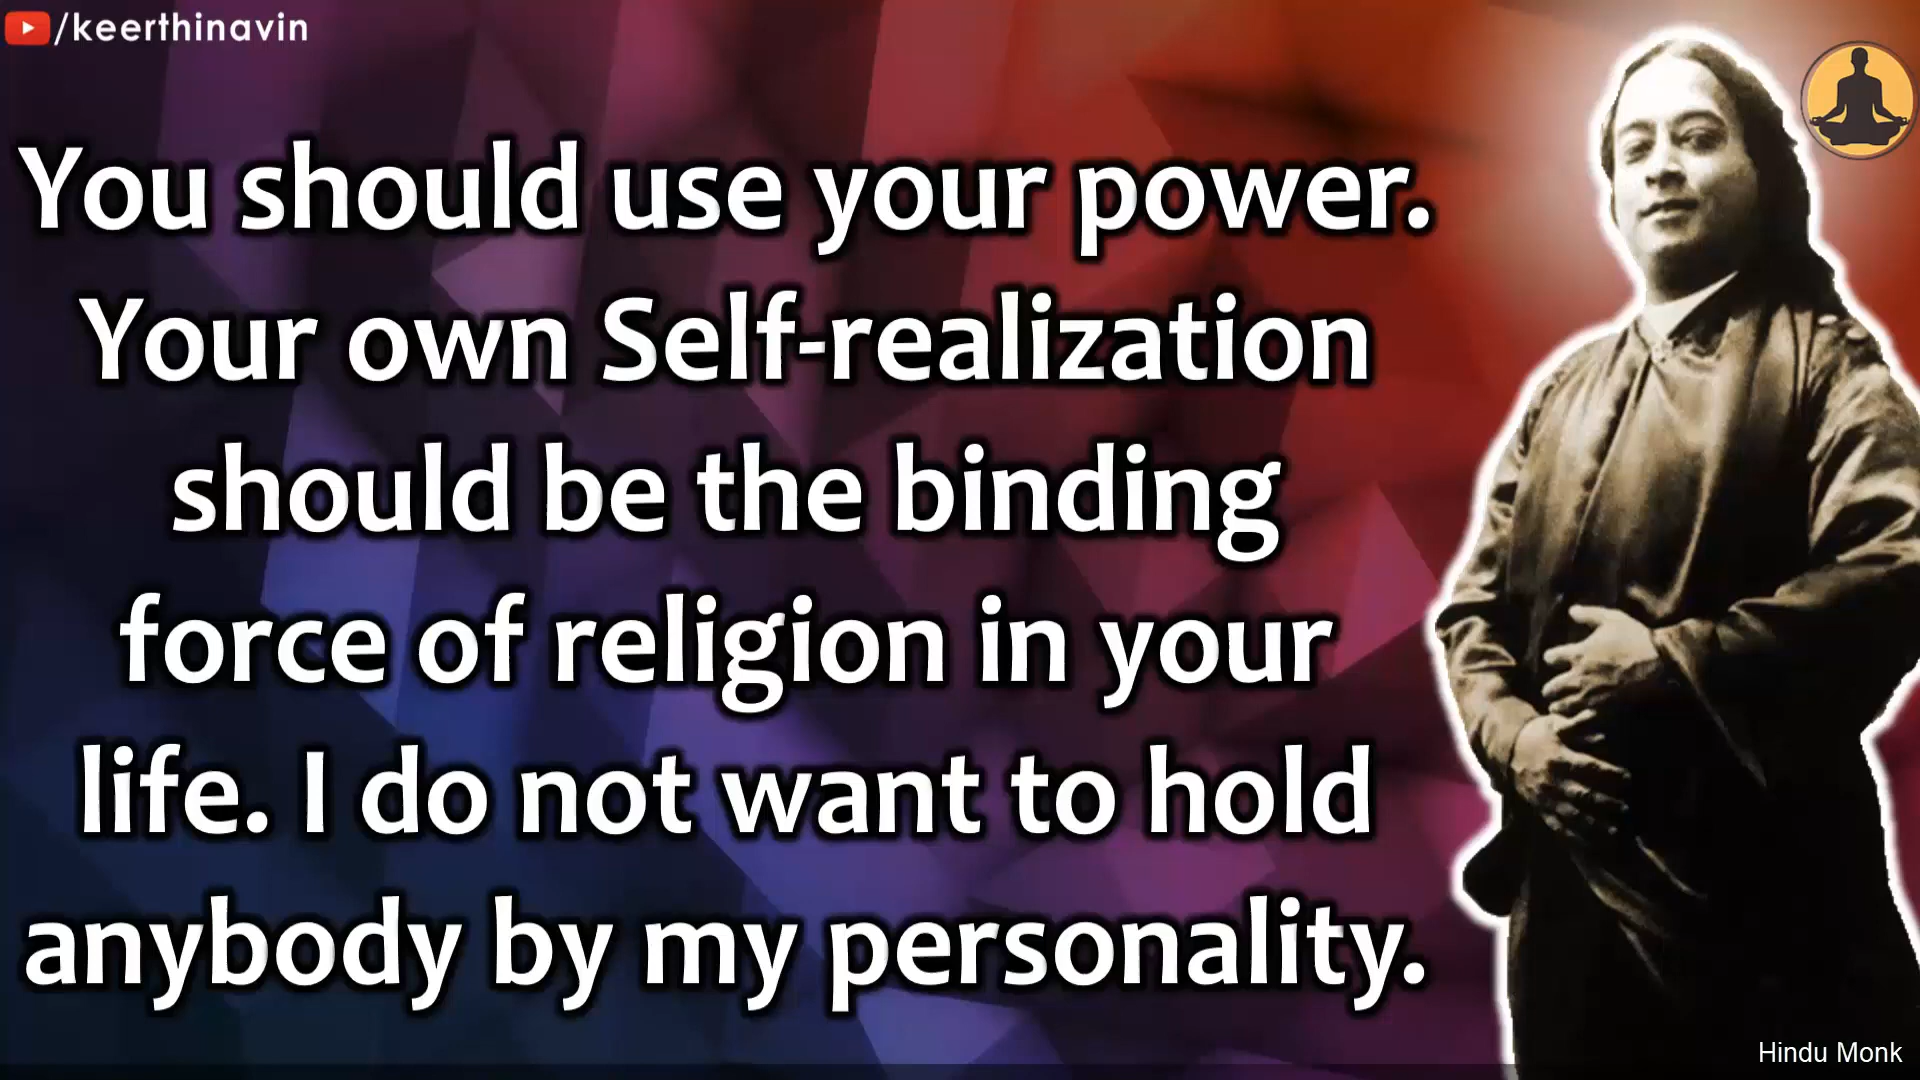 /keerthinavin
You should use your power.
Your own Self-realization
should be the binding
force of religion in your
life. I do not want to hold
anybody by my personality.
Hindu Monk